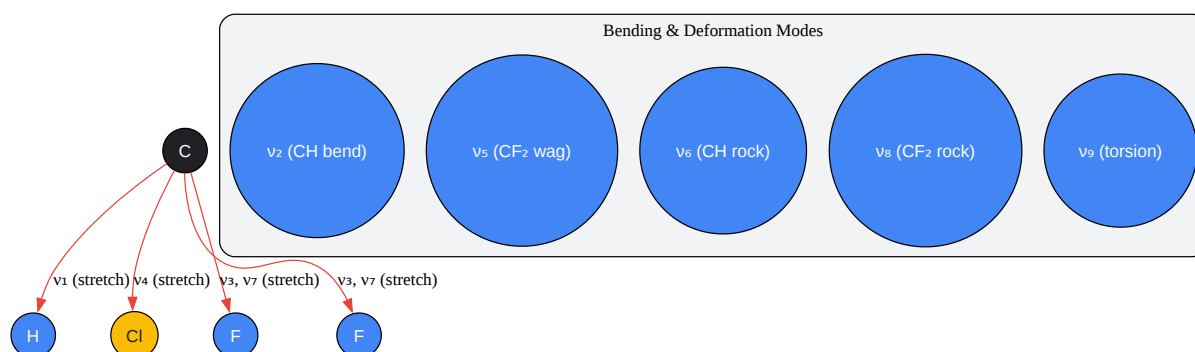 Bending & Deformation Modes
C
ν₂ (CH bend)
ν₅ (CF₂ wag)
ν₆ (CH rock)
ν₈ (CF₂ rock)
ν₉ (torsion)
ν₁ (stretch)
ν₄ (stretch)
ν₃, ν₇ (stretch)
ν₃, ν₇ (stretch)
H
Cl
F
F